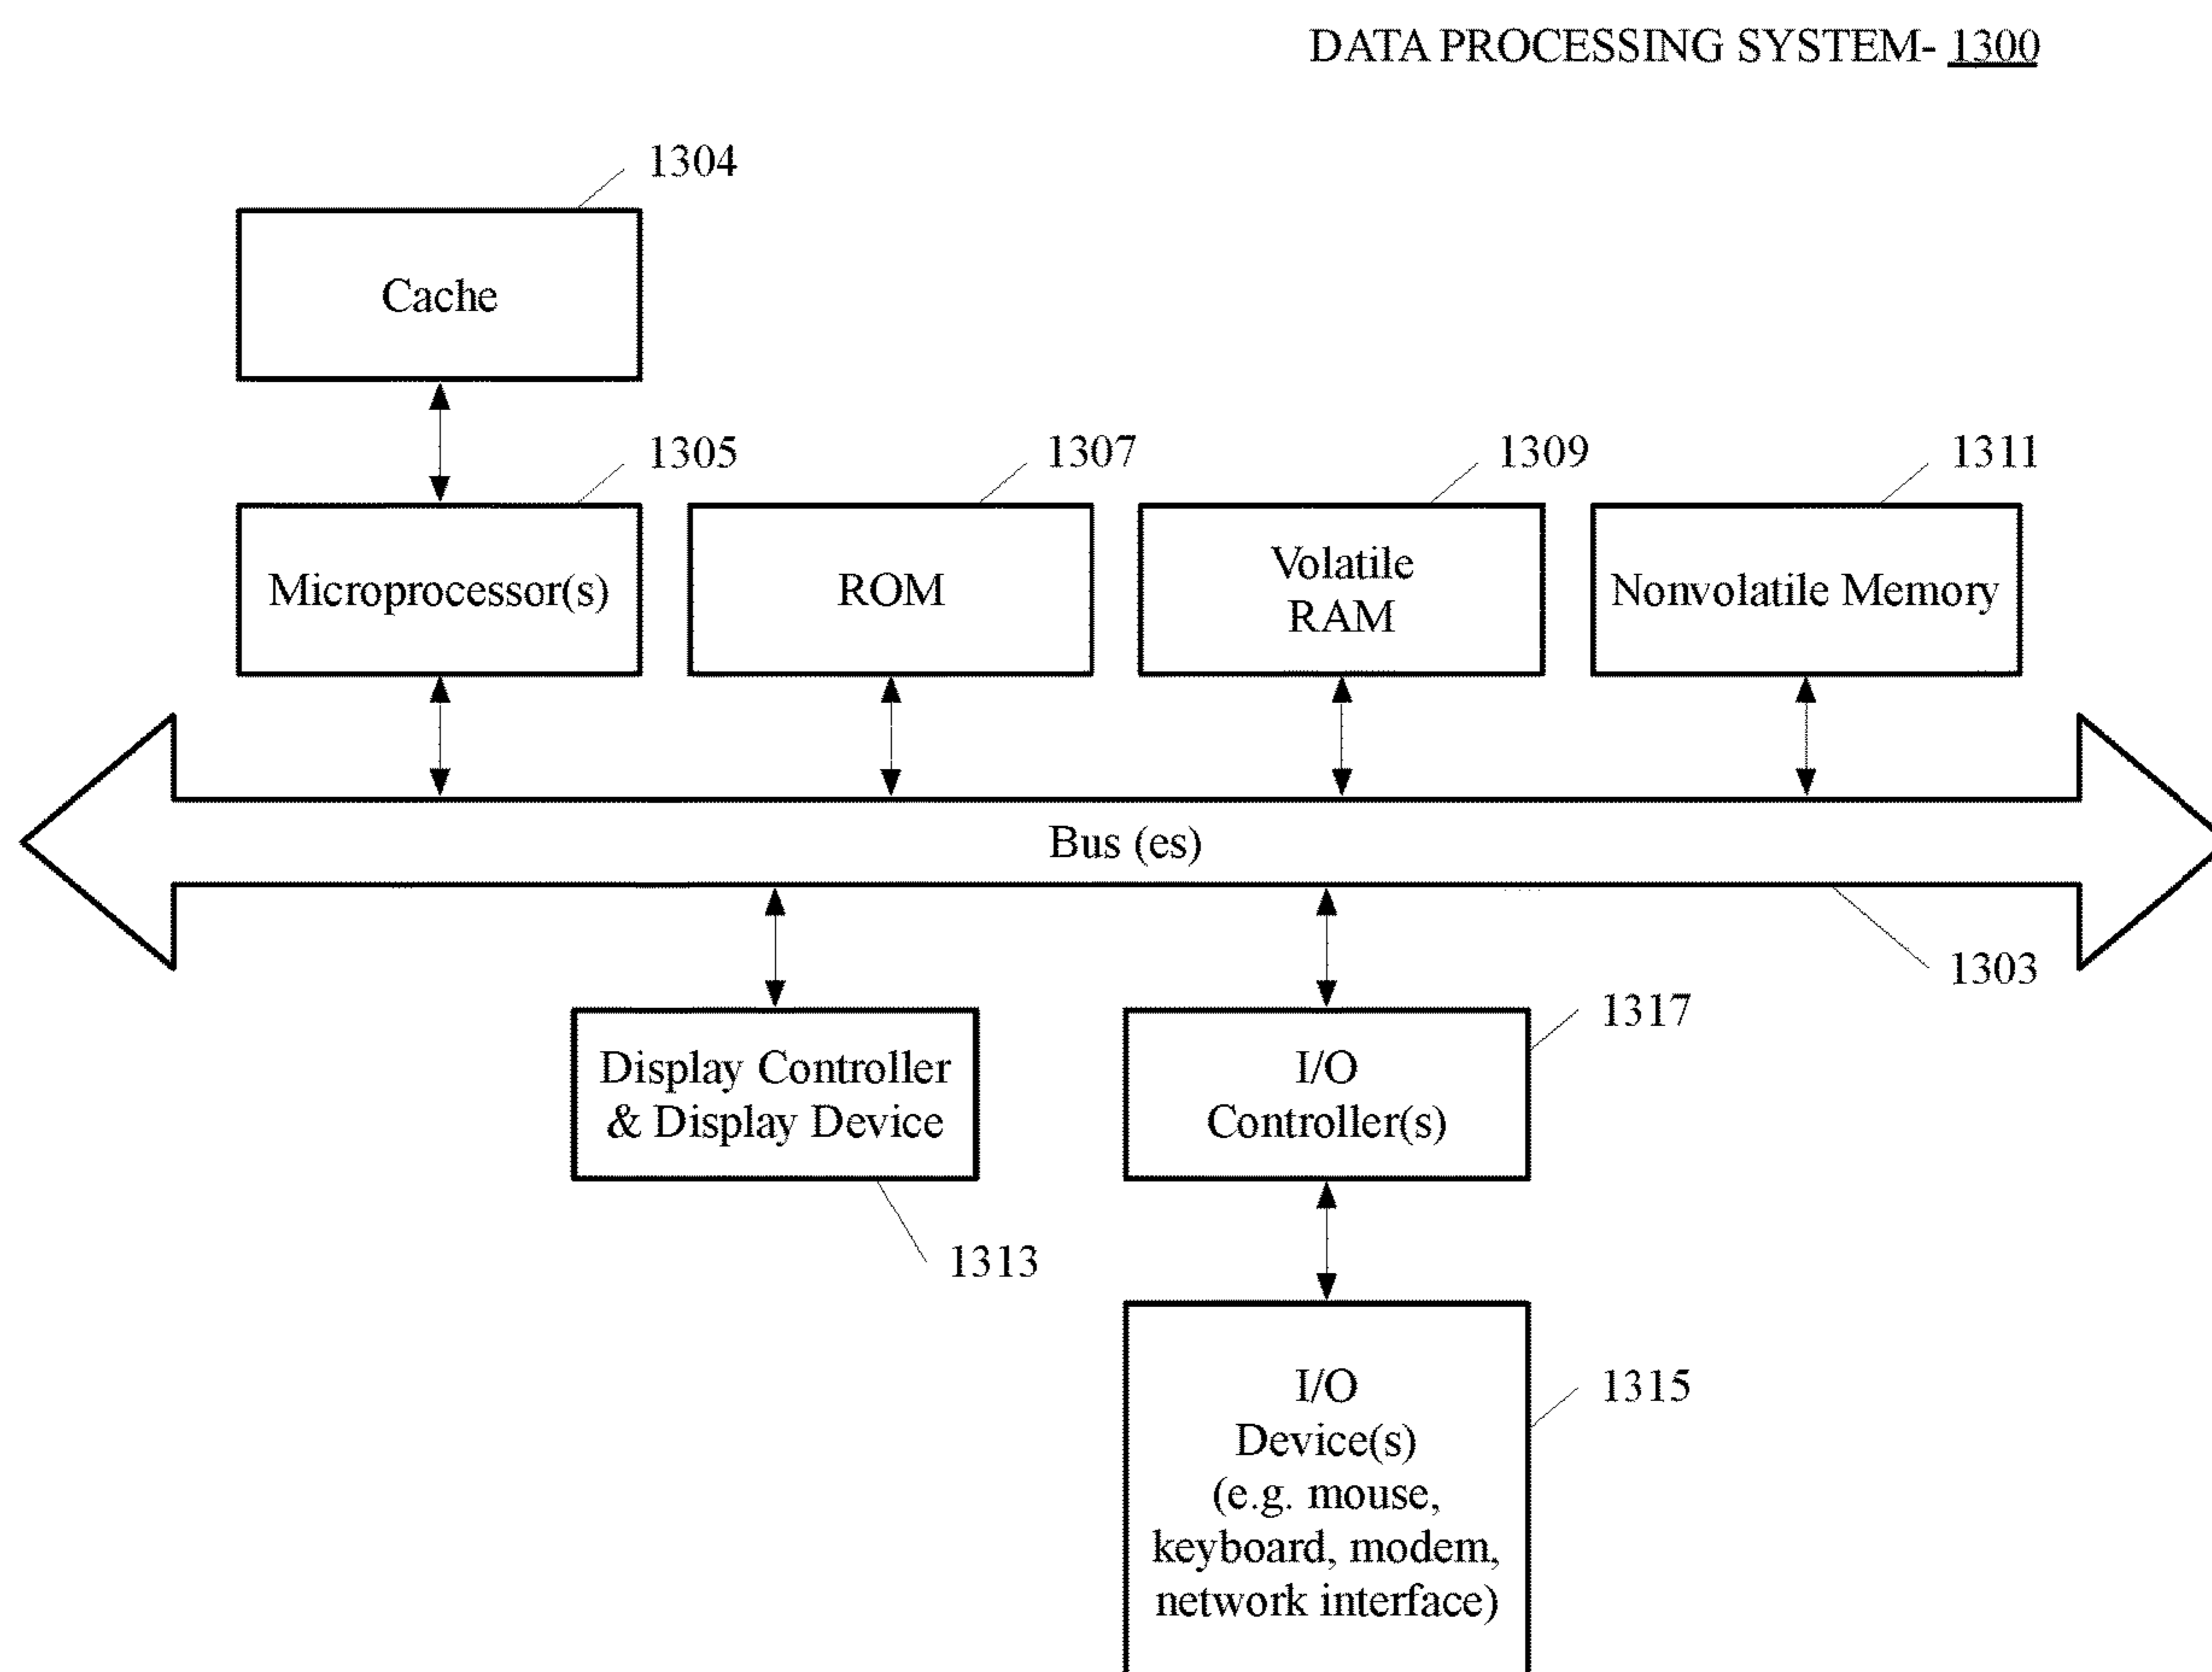 DATA PROCESSING SYSTEM- 1300
1304
Cache
1305
1307
1309
1311
Microprocessor(s)
ROM
Volatile
RAM
Nonvolatile Memory
Bus (es)
1303
1317
Display Controller
& Display Device
I/O
Controller(s)
1313
1315
I/O
Device(s)
(e.g. mouse,
keyboard, modem,
network interface)